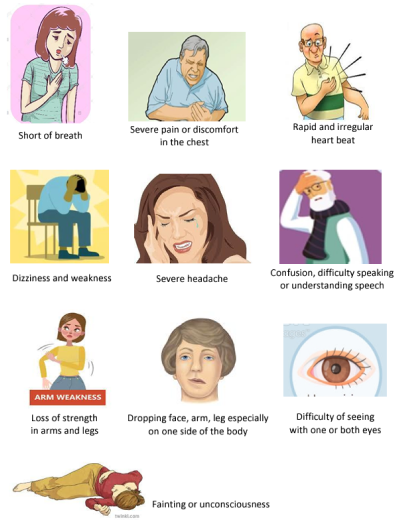 Short of breath
Severe pain or discomfort
in the chest
Rapid and irregular
heart beat
Dizziness and weakness
Severe headache
Confusion, difficulty speaking
or understanding speech
ARM WEAKNESS
Loss of strength
in arms and legs
Dropping face, arm, leg especially
on one side of the body
Difficulty of seeing
with one or both eyes
Fainting or unconsciousness
twinkl.com